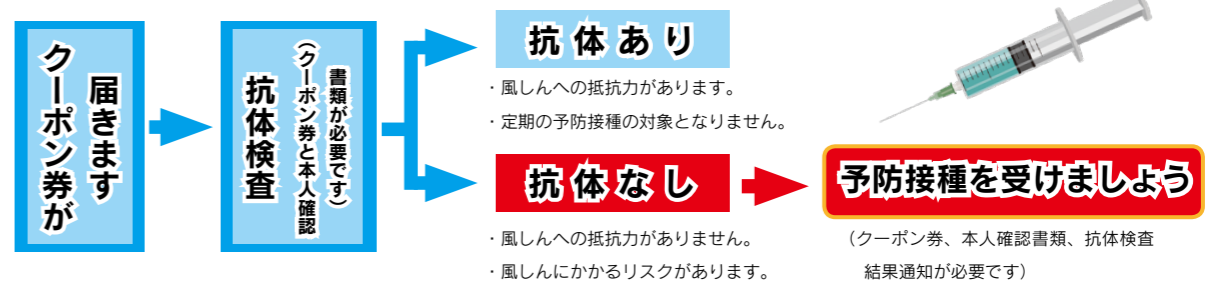 クーポン券が
届きます
抗体検査
（クーポン券と本人確認
書類が必要です）
抗体あり
・風しんへの抵抗力があります。
・定期の予防接種の対象となりません。
抗体なし
・風しんへの抵抗力がありません。
・風しんにかかるリスクがあります。
予防接種を受けましょう
（クーポン券、本人確認書類、抗体検査
結果通知が必要です）